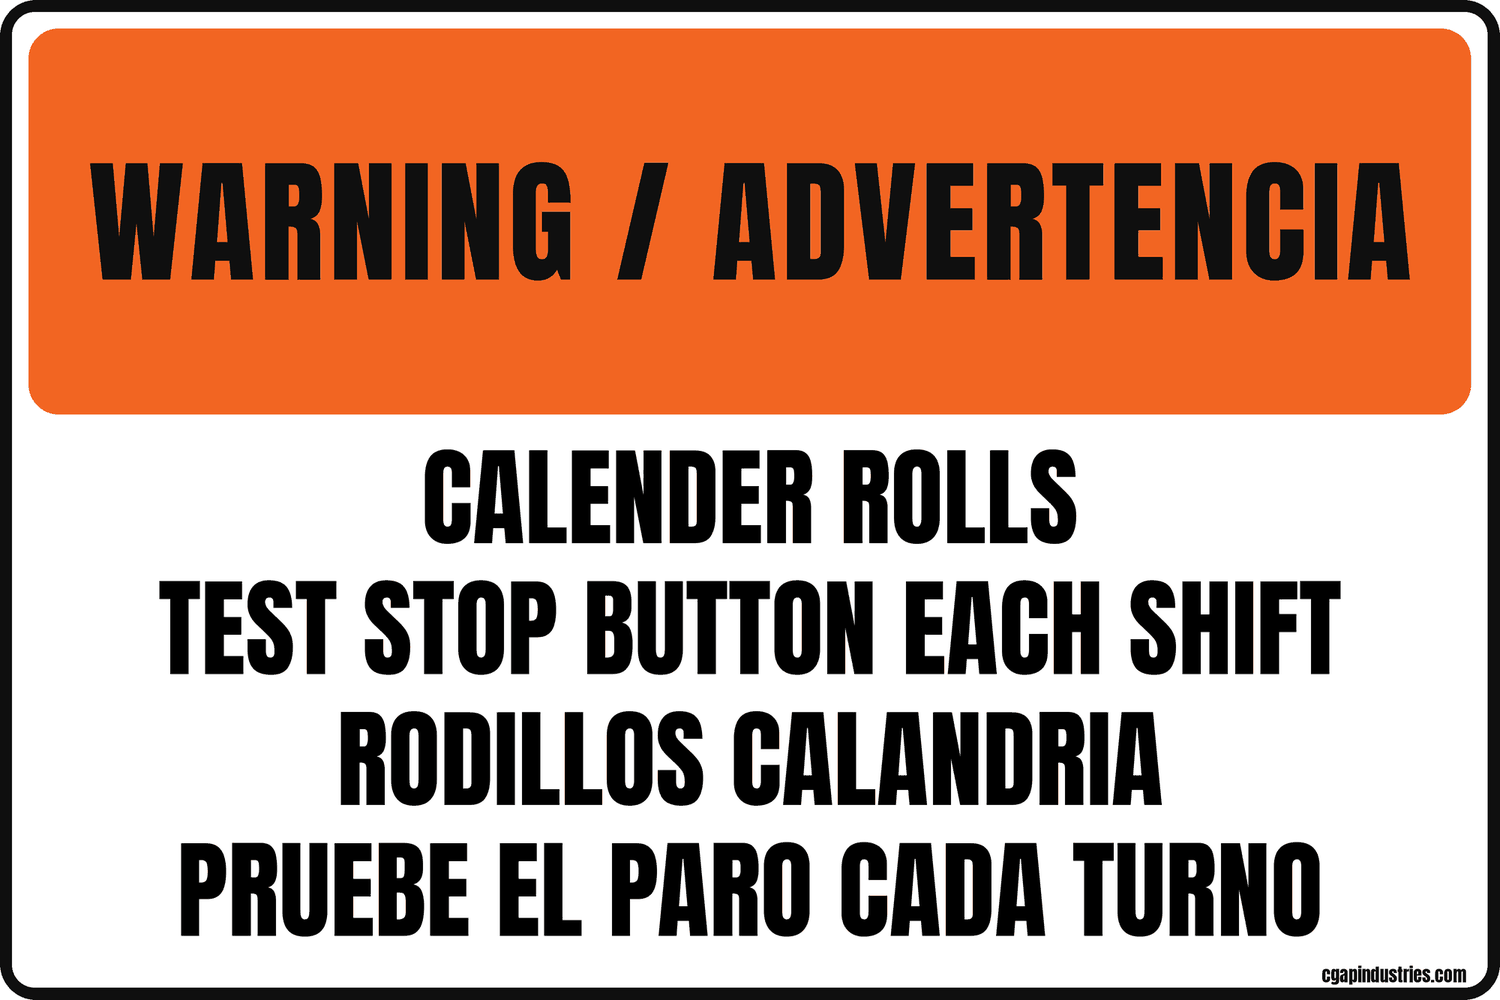 WARNING / ADVERTENCIA
CALENDER ROLLS
TEST STOP BUTTON EACH SHIFT
RODILLOS CALANDRIA
PRUEBE EL PARO CADA TURNO
cgapindustries.com